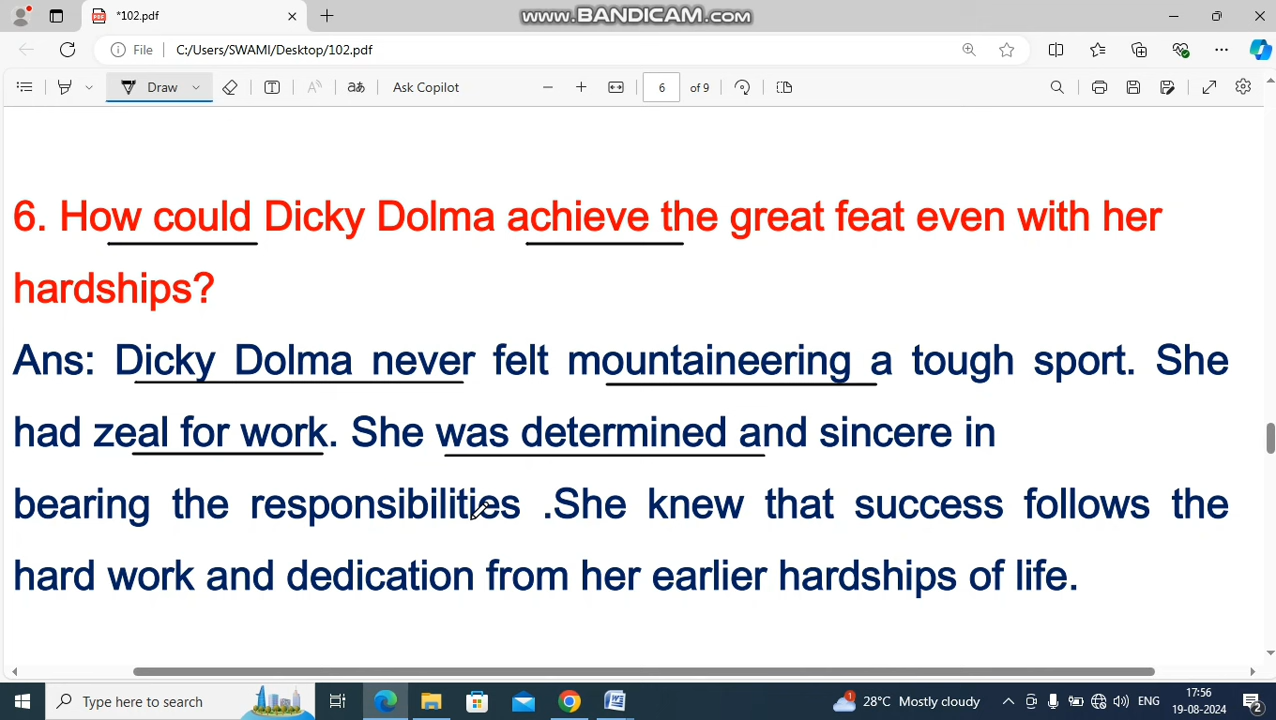 *102.pdf
WWW.BANDICAM.COM
File C:/Users/SWAMI/Desktop/102.pdf
Draw Ask Copilot 6 of 9
6. How could Dicky Dolma achieve the great feat even with her
hardships?
Ans: Dicky Dolma never felt mountaineering a tough sport. She
had zeal for work. She was determined and sincere in
bearing the responsibilities .She knew that success follows the
hard work and dedication from her earlier hardships of life.
Type here to search 1 28°C Mostly cloudy ENG 17:56
19-08-2024 2